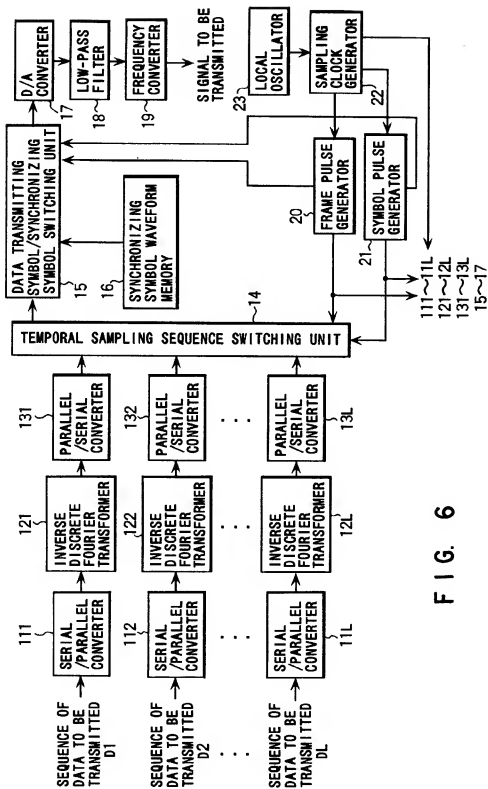 SEQUENCE OF
DATA TO BE
TRANSMITTED
D1
111
SERIAL
/PARALLEL
CONVERTER
121
INVERSE
DISCRETE
FOURIER
TRANSFORMER
131
PARALLEL
/SERIAL
CONVERTER
SEQUENCE OF
DATA TO BE
TRANSMITTED
D2
112
SERIAL
/PARALLEL
CONVERTER
122
INVERSE
DISCRETE
FOURIER
TRANSFORMER
132
PARALLEL
/SERIAL
CONVERTER
. . .
. . .
. . .
. . .
SEQUENCE OF
DATA TO BE
TRANSMITTED
DL
SERIAL
/PARALLEL
CONVERTER
11L
INVERSE
DISCRETE
FOURIER
TRANSFORMER
12L
PARALLEL
/SERIAL
CONVERTER
13L
TEMPORAL SAMPLING SEQUENCE SWITCHING UNIT
14
DATA TRANSMITTING
SYMBOL/SYNCHRONIZING
SYMBOL SWITCHING UNIT
15
16
SYNCHRONIZING
SYMBOL WAVEFORM
MEMORY
D/A
CONVERTER
17
LOW-PASS
FILTER
18
FREQUENCY
CONVERTER
19
SIGNAL TO BE
TRANSMITTED
LOCAL
OSCILLATOR
23
SAMPLING
CLOCK
GENERATOR
22
20
FRAME PULSE
GENERATOR
21
SYMBOL PULSE
GENERATOR
111~11L
121~12L
131~13L
15~17
FIG. 6